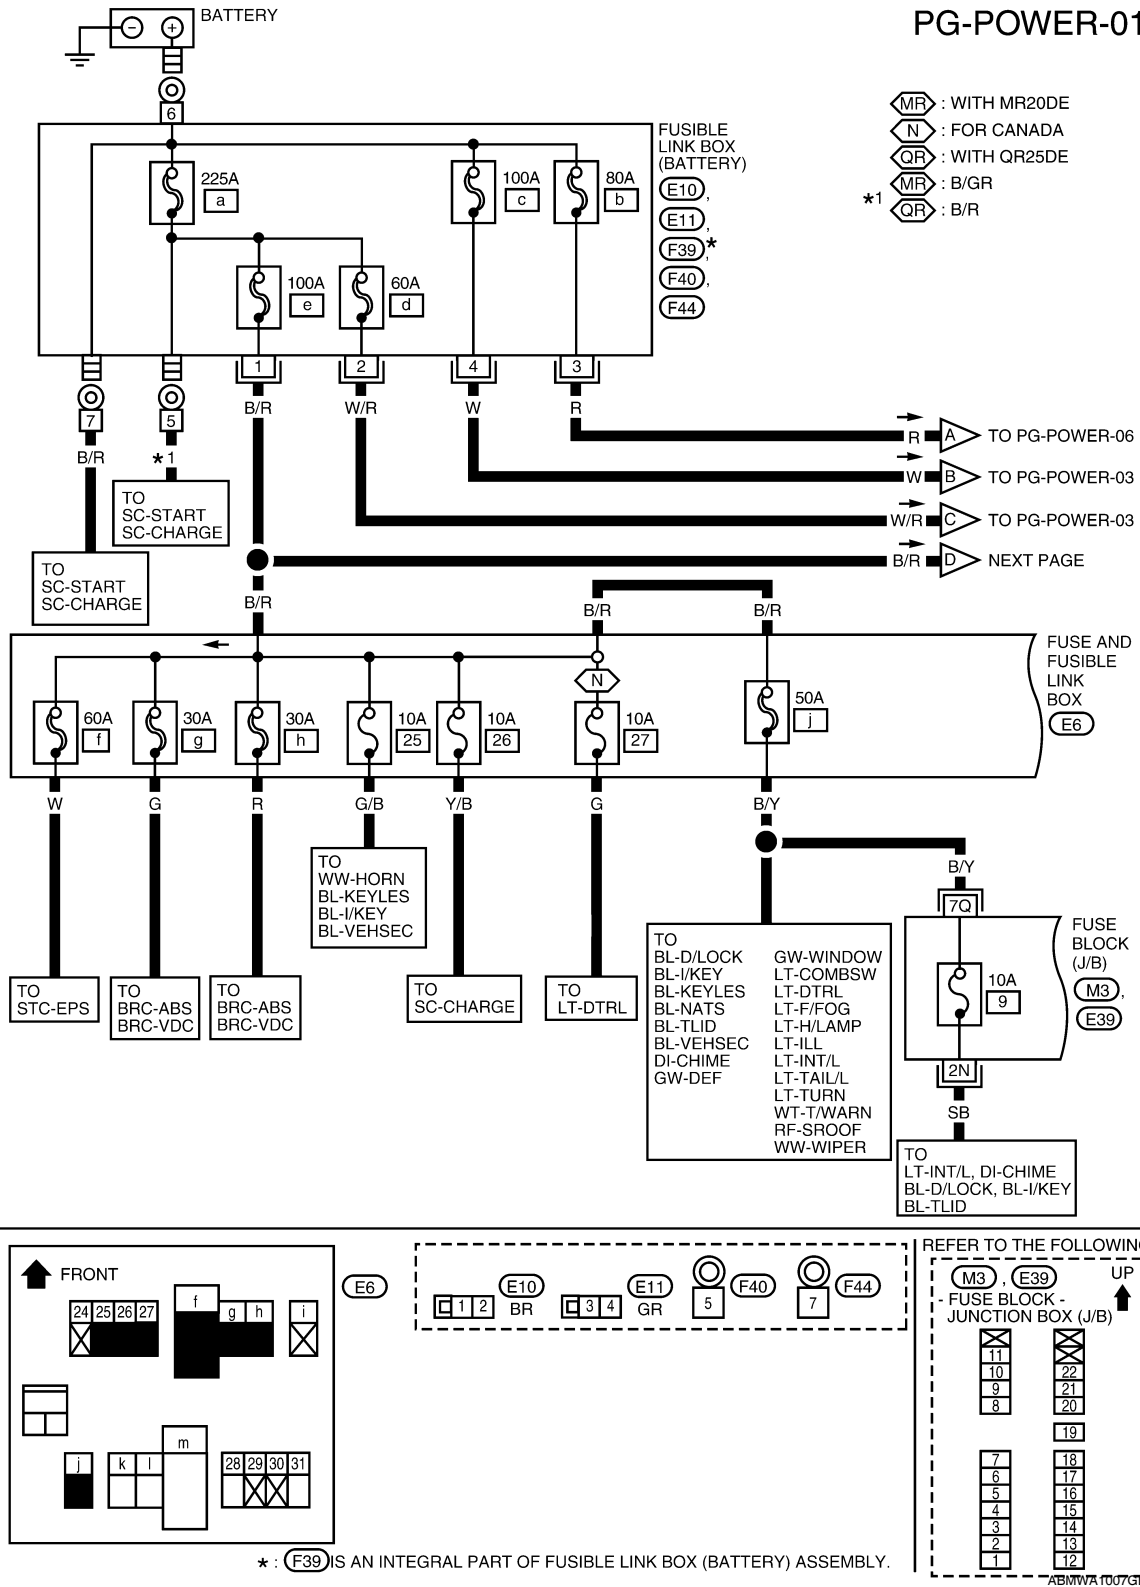 PG-POWER-01
BATTERY
− +
6
MR : WITH MR20DE
N : FOR CANADA
QR : WITH QR25DE
*1 MR : B/GR
QR : B/R
FUSIBLE
LINK BOX
(BATTERY)
E10,
E11,
F39,*
F40,
F44
225A
a
100A
c
80A
b
100A
e
60A
d
1 2 4 3
7 5
B/R W/R W R
B/R *1
R A TO PG-POWER-06
W B TO PG-POWER-03
W/R C TO PG-POWER-03
B/R D NEXT PAGE
TO
SC-START
SC-CHARGE
TO
SC-START
SC-CHARGE
B/R B/R B/R
FUSE AND
FUSIBLE
LINK
BOX
E6
N
60A
f
30A
g
30A
h
10A
25
10A
26
10A
27
50A
j
W G R G/B Y/B G B/Y
TO
WW-HORN
BL-KEYLES
BL-I/KEY
BL-VEHSEC
B/Y
7Q
FUSE
BLOCK
(J/B)
M3,
E39
10A
9
2N
SB
TO
STC-EPS
TO
BRC-ABS
BRC-VDC
TO
BRC-ABS
BRC-VDC
TO
SC-CHARGE
TO
LT-DTRL
TO
BL-D/LOCK
BL-I/KEY
BL-KEYLES
BL-NATS
BL-TLID
BL-VEHSEC
DI-CHIME
GW-DEF
GW-WINDOW
LT-COMBSW
LT-DTRL
LT-F/FOG
LT-H/LAMP
LT-ILL
LT-INT/L
LT-TAIL/L
LT-TURN
WT-T/WARN
RF-SROOF
WW-WIPER
TO
LT-INT/L, DI-CHIME
BL-D/LOCK, BL-I/KEY
BL-TLID
FRONT
E6
24 25 26 27
f
g h
i
j
k l
m
28 29 30 31
1 2
E10
BR
3 4
E11
GR
5
F40
7
F44
REFER TO THE FOLLOWING
M3 , E39
UP
- FUSE BLOCK -
JUNCTION BOX (J/B)
11
10 22
9 21
8 20
19
7 18
6 17
5 16
4 15
3 14
2 13
1 12
* : F39 IS AN INTEGRAL PART OF FUSIBLE LINK BOX (BATTERY) ASSEMBLY.